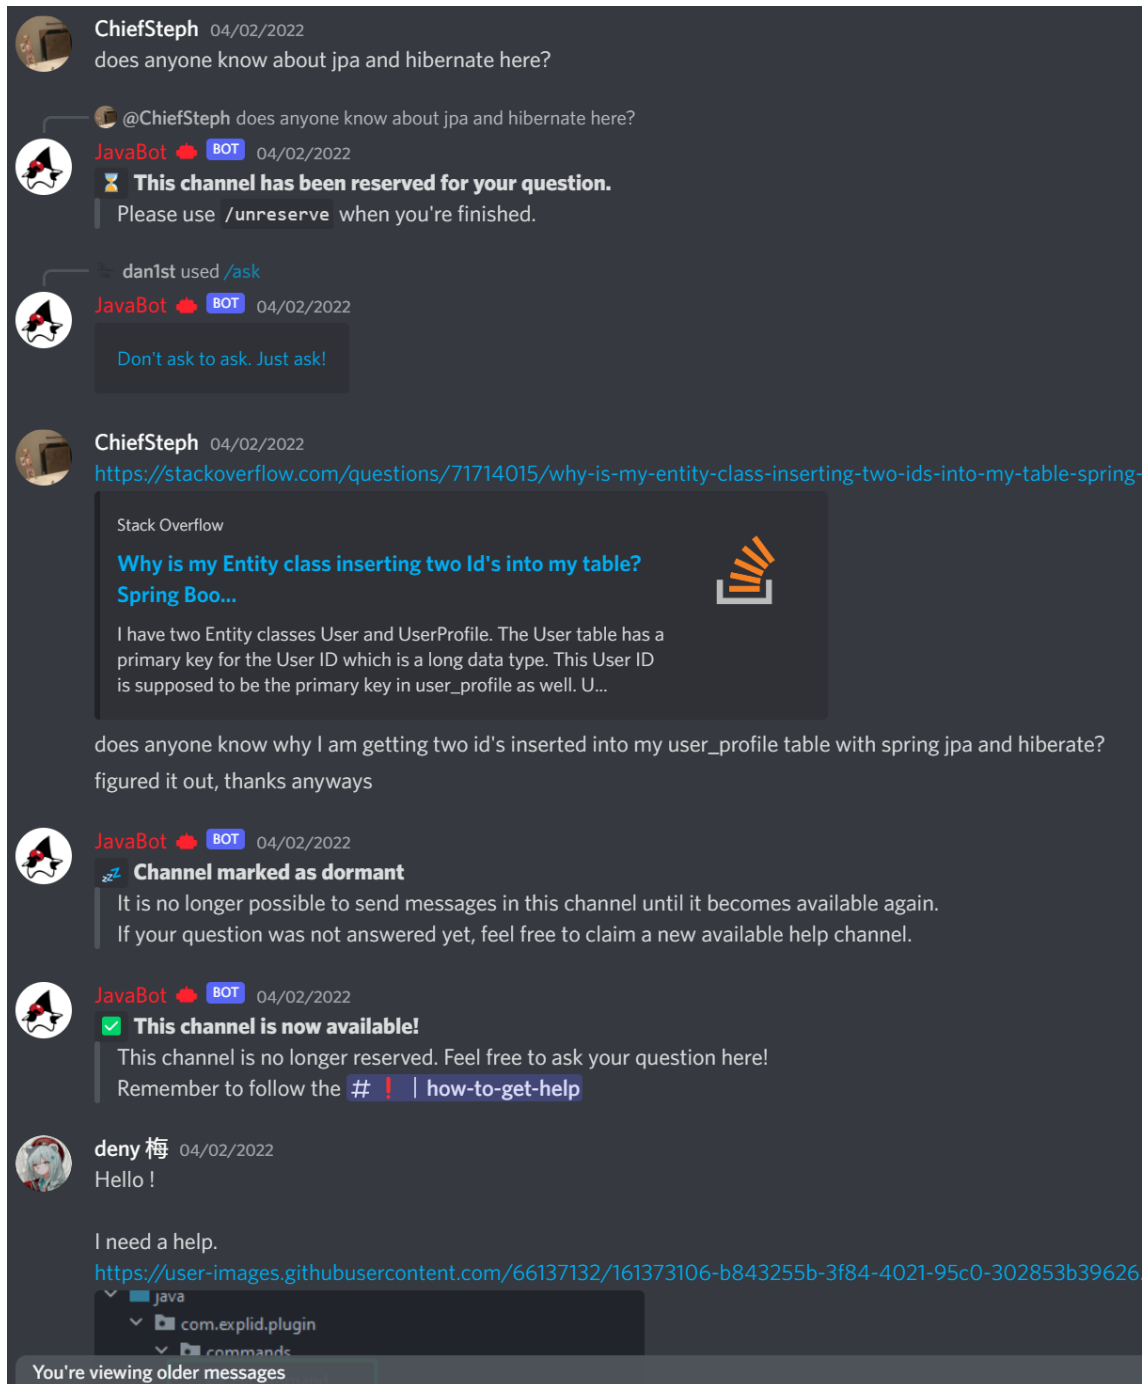 ChiefSteph 04/02/2022
does anyone know about jpa and hibernate here?
@ChiefSteph does anyone know about jpa and hibernate here?
JavaBot BOT 04/02/2022
⌛ This channel has been reserved for your question.
Please use /unreserve when you're finished.
dan1st used /ask
JavaBot BOT 04/02/2022
Don't ask to ask. Just ask!
ChiefSteph 04/02/2022
https://stackoverflow.com/questions/71714015/why-is-my-entity-class-inserting-two-ids-into-my-table-spring-
Stack Overflow
Why is my Entity class inserting two Id's into my table?
Spring Boo...
I have two Entity classes User and UserProfile. The User table has a
primary key for the User ID which is a long data type. This User ID
is supposed to be the primary key in user_profile as well. U...
does anyone know why I am getting two id's inserted into my user_profile table with spring jpa and hiberate?
figured it out, thanks anyways
JavaBot BOT 04/02/2022
💤 Channel marked as dormant
It is no longer possible to send messages in this channel until it becomes available again.
If your question was not answered yet, feel free to claim a new available help channel.
JavaBot BOT 04/02/2022
✅ This channel is now available!
This channel is no longer reserved. Feel free to ask your question here!
Remember to follow the #❗｜how-to-get-help
deny 梅 04/02/2022
Hello !
I need a help.
https://user-images.githubusercontent.com/66137132/161373106-b843255b-3f84-4021-95c0-302853b39626.
java
com.explid.plugin
commands
You're viewing older messages